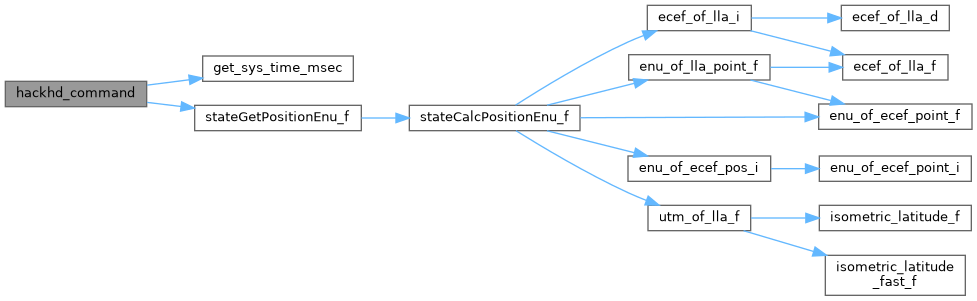 hackhd_command
get_sys_time_msec
stateGetPositionEnu_f
stateCalcPositionEnu_f
ecef_of_lla_i
enu_of_lla_point_f
enu_of_ecef_pos_i
utm_of_lla_f
ecef_of_lla_d
ecef_of_lla_f
enu_of_ecef_point_f
enu_of_ecef_point_i
isometric_latitude_f
isometric_latitude
_fast_f